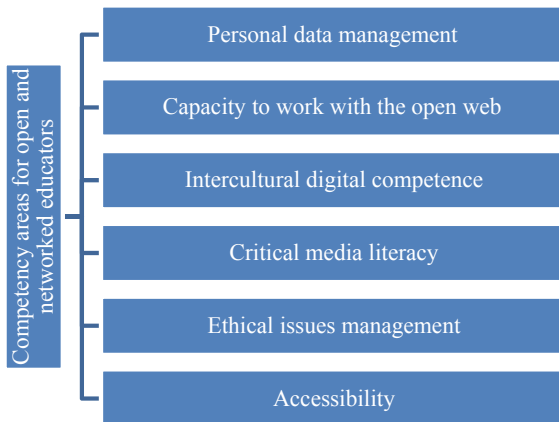 Competency areas for open and
networked educators
Personal data management
Capacity to work with the open web
Intercultural digital competence
Critical media literacy
Ethical issues management
Accessibility